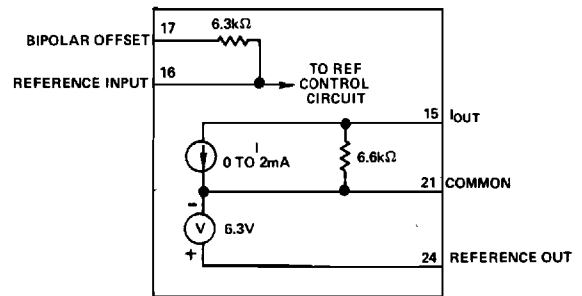 17
6.3kΩ
BIPOLAR OFFSET
16
REFERENCE INPUT
TO REF
CONTROL
CIRCUIT
15
IOUT
I
0 TO 2mA
6.6kΩ
21
COMMON
-
V
6.3V
+
24
REFERENCE OUT